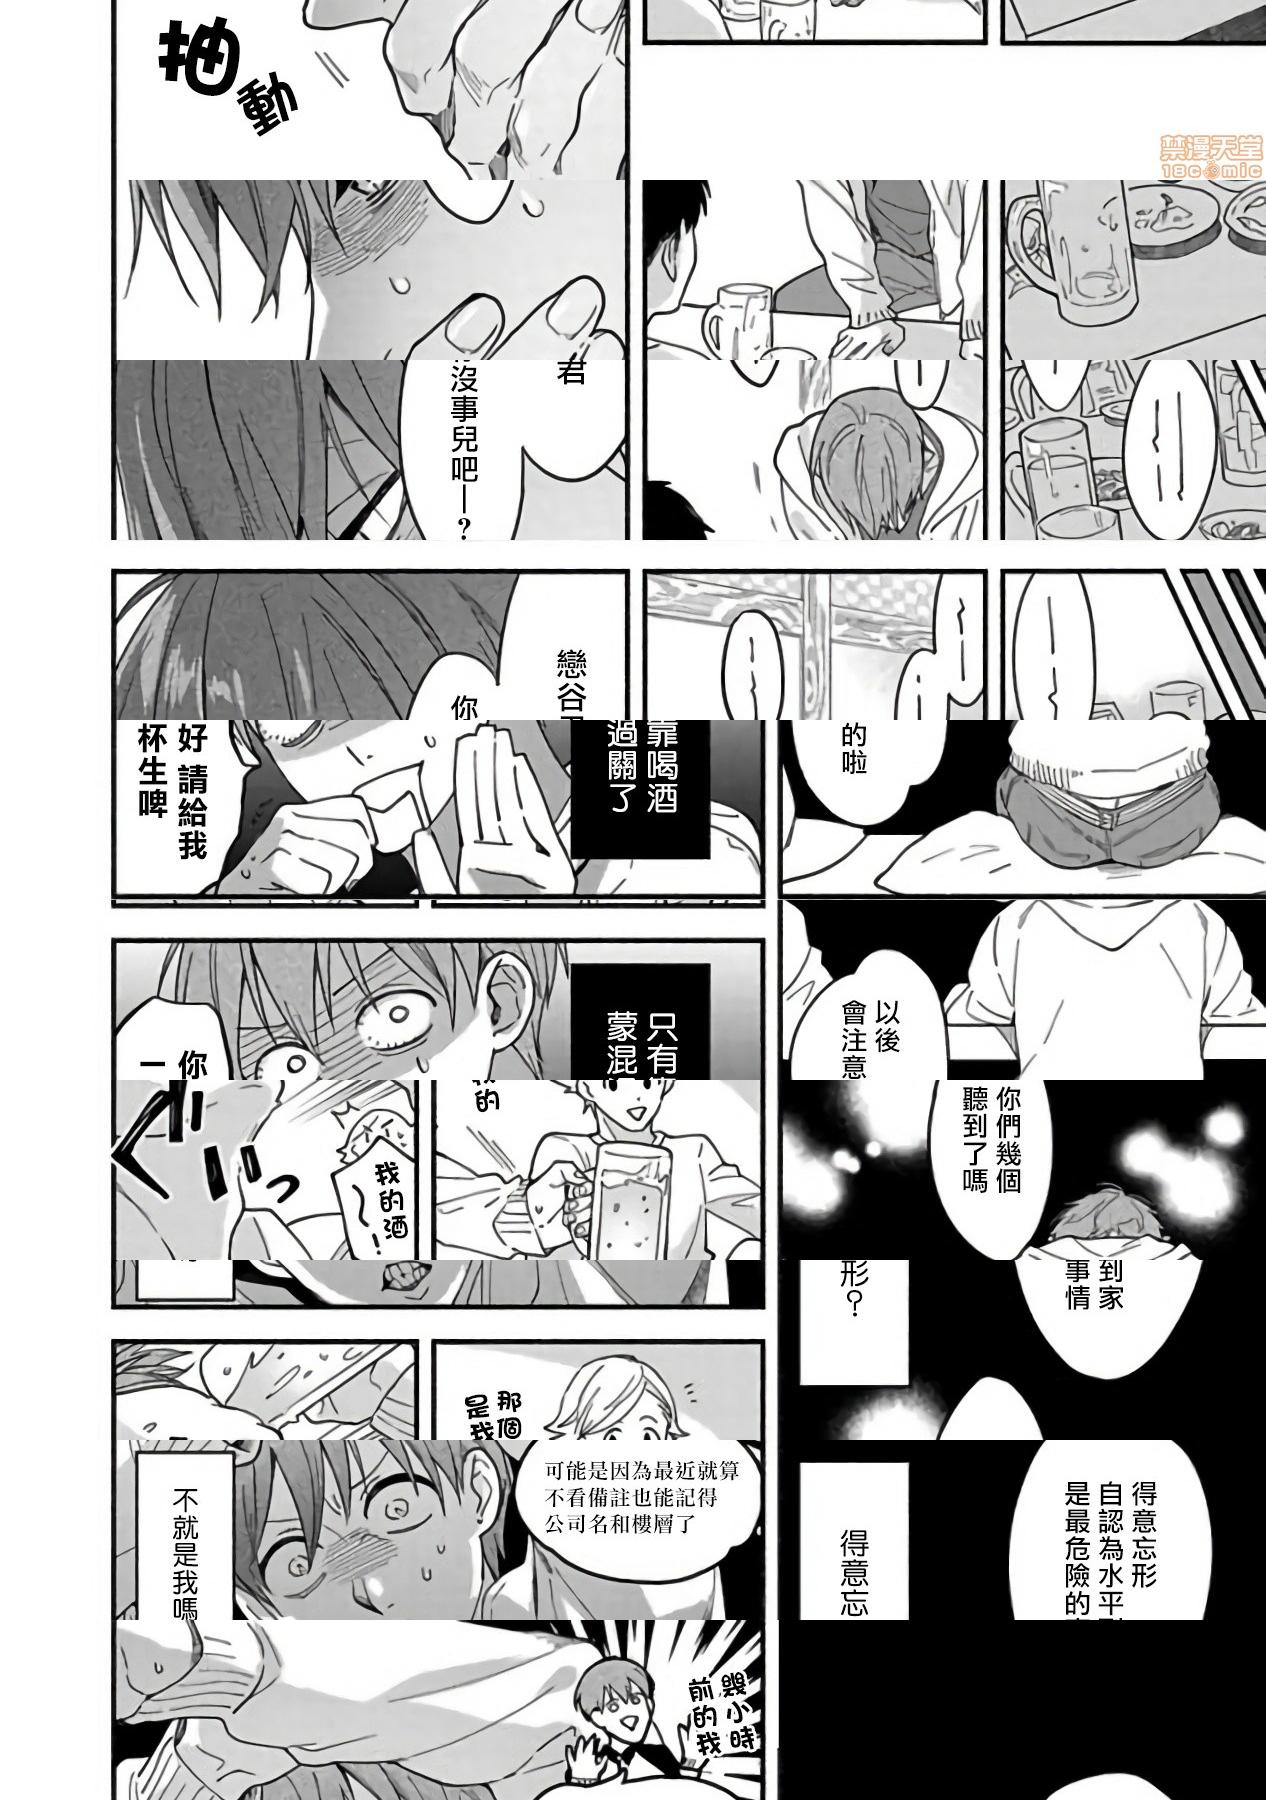 禁漫天堂
18comic
得意忘形
自認為水平到
是最危險的
到家
事情
你們幾個
聽到了嗎
以後
會注意
的啦
得意忘
形?
可能是因為最近就算
不看備註也能記得
公司名和樓層了
幾小時
前的我
不就是我嗎
那個
是我
的
我的酒
～!
只有
蒙混
靠喝酒
過關了
你
好 請給我
一
杯生啤
戀谷
君
你
沒事兒吧—?
抽動